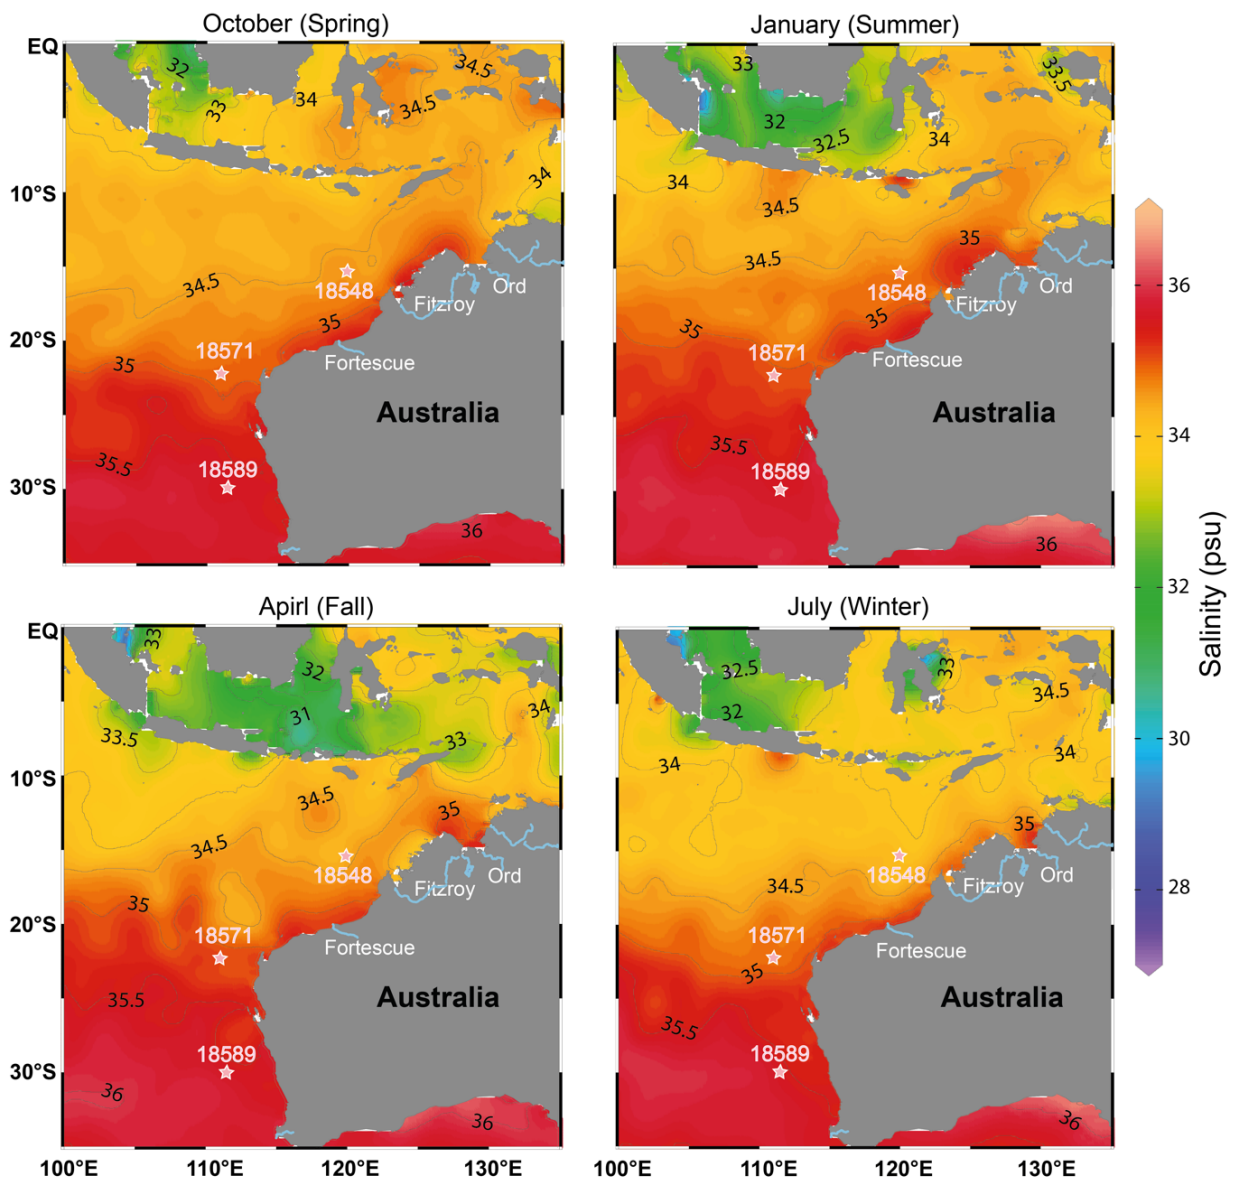 October (Spring)
January (Summer)
EQ
32
33
34
34.5
34.5
34
10°S
34.5
18548
Ord
Fitzroy
35
20°S
18571
35
Fortescue
Australia
35.5
18589
30°S
36
33
33.5
32
32.5
34
34
34.5
34.5
35
18548
Ord
Fitzroy
35
35
18571
Fortescue
Australia
35.5
18589
36
36
34
32
30
28
Salinity (psu)
Apirl (Fall)
July (Winter)
EQ
33
32
31
34
33.5
33
10°S
34.5
35
34.5
18548
Ord
Fitzroy
35
20°S
18571
Fortescue
35.5
Australia
18589
30°S
36
36
100°E
110°E
120°E
130°E
32.5
33
34.5
32
34
34
35
18548
Ord
Fitzroy
34.5
18571
Fortescue
35
Australia
35.5
18589
36
100°E
110°E
120°E
130°E